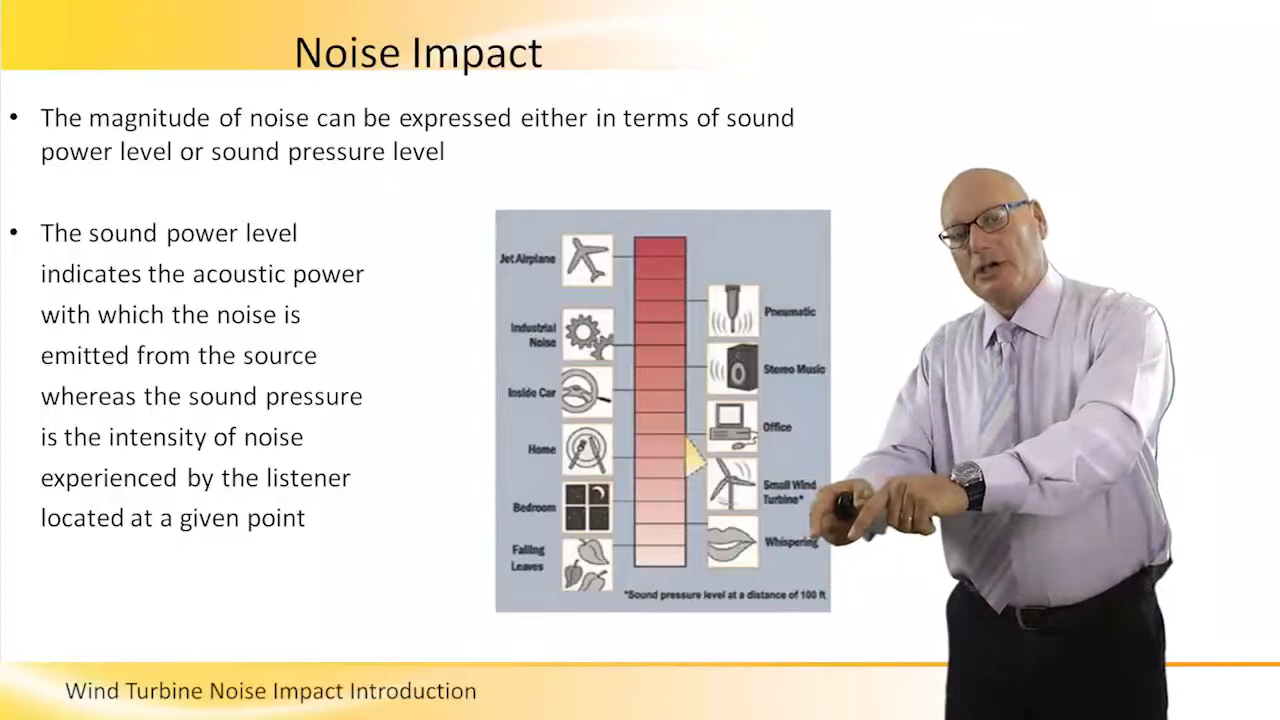 Noise Impact
• The magnitude of noise can be expressed either in terms of sound
power level or sound pressure level
• The sound power level
indicates the acoustic power
with which the noise is
emitted from the source
whereas the sound pressure
is the intensity of noise
experienced by the listener
located at a given point
Jet Airplane
Pneumatic
Industrial
Noise
Stereo Music
Inside Car
Office
Home
Small Wind
Turbine*
Bedroom
Whispering
Falling
Leaves
*Sound pressure level at a distance of 100 ft
Wind Turbine Noise Impact Introduction